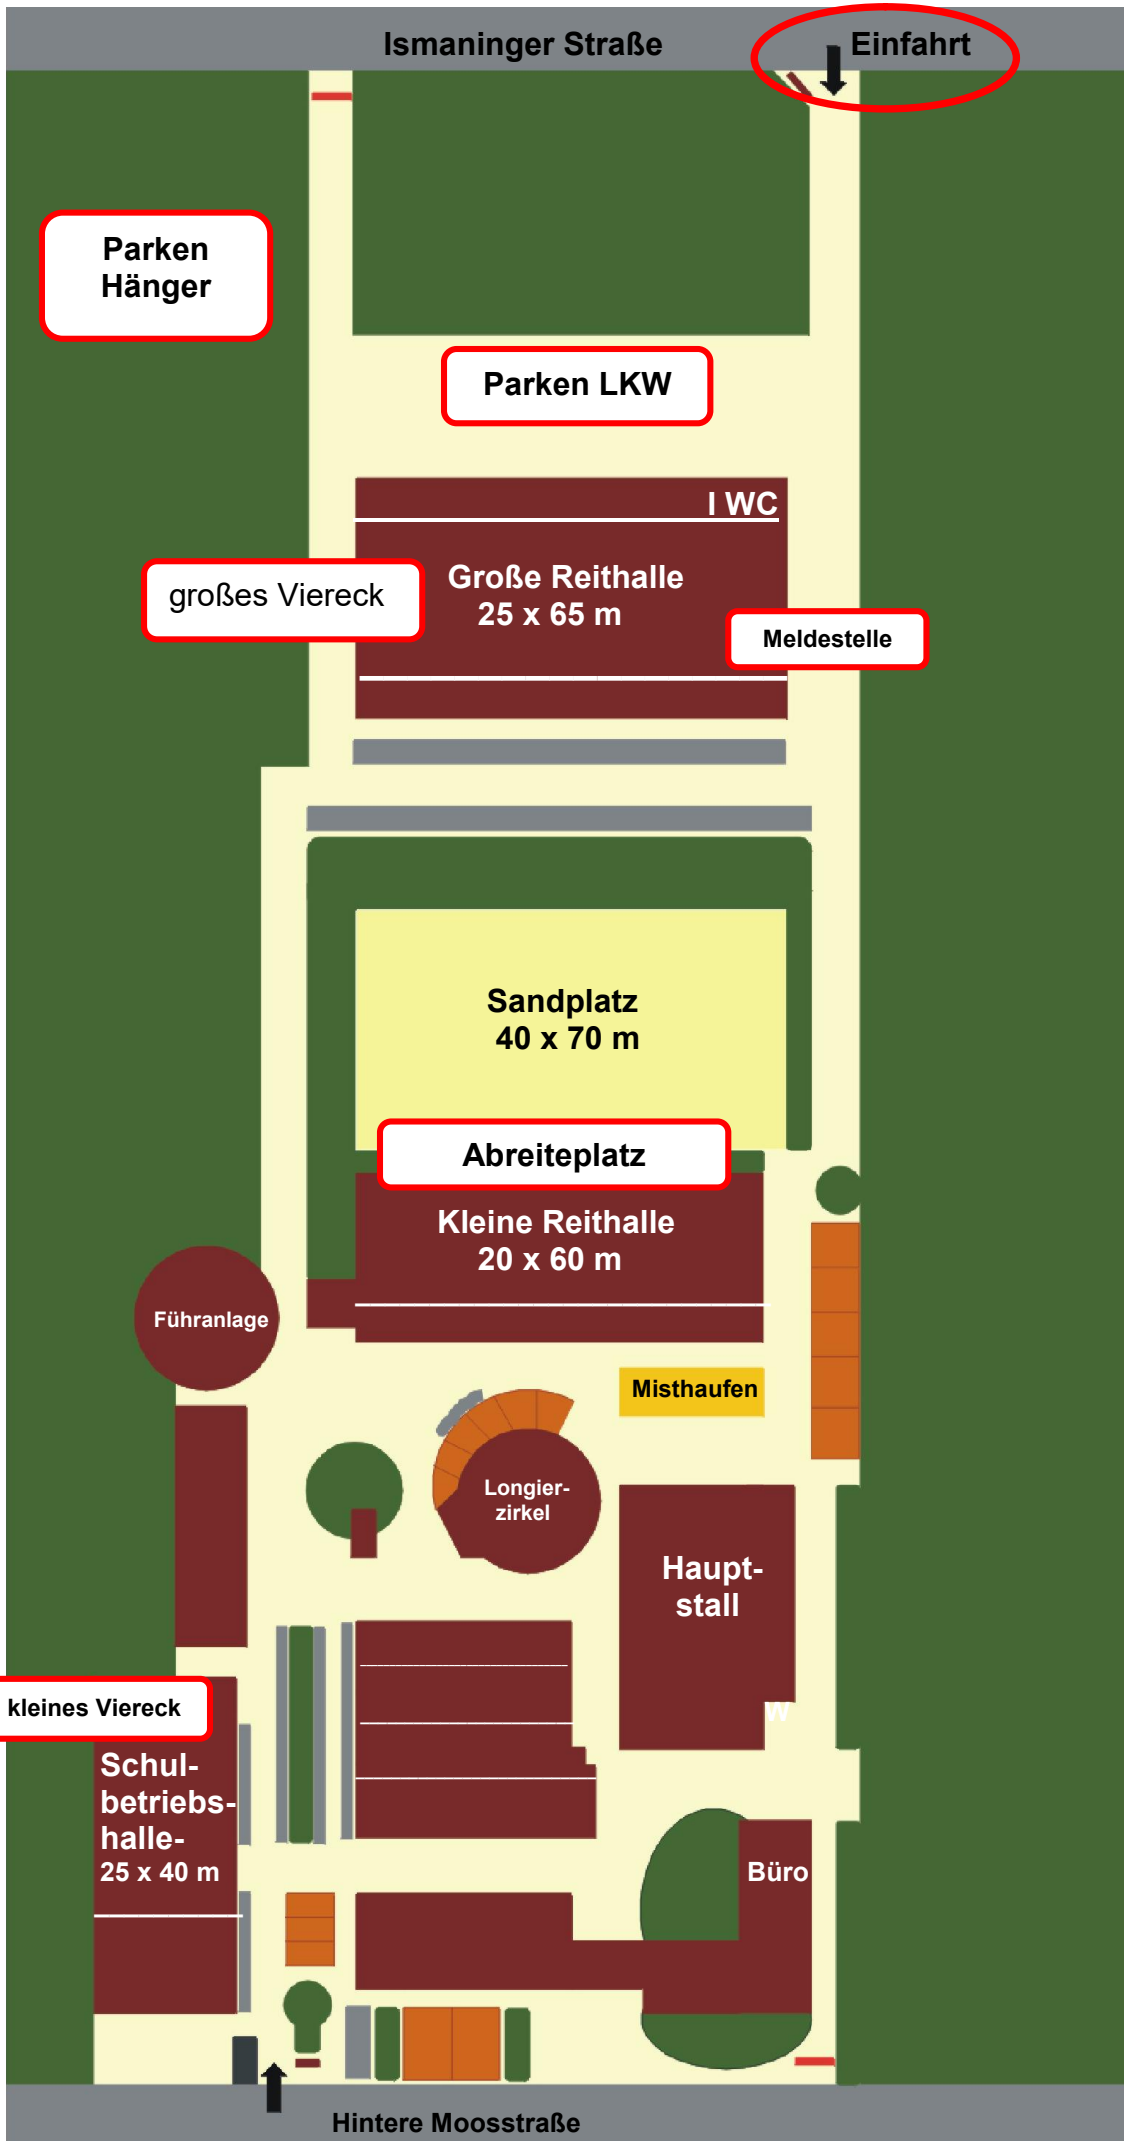 Ismaninger Straße
Einfahrt
Parken
Hänger
Parken LKW
I WC
Große Reithalle
25 x 65 m
großes Viereck
Meldestelle
Sandplatz
40 x 70 m
Abreiteplatz
Kleine Reithalle
20 x 60 m
Führanlage
Misthaufen
Longier-
zirkel
Haupt-
stall
W
kleines Viereck
Schul-
betriebs-
halle-
25 x 40 m
Büro
Hintere Moosstraße